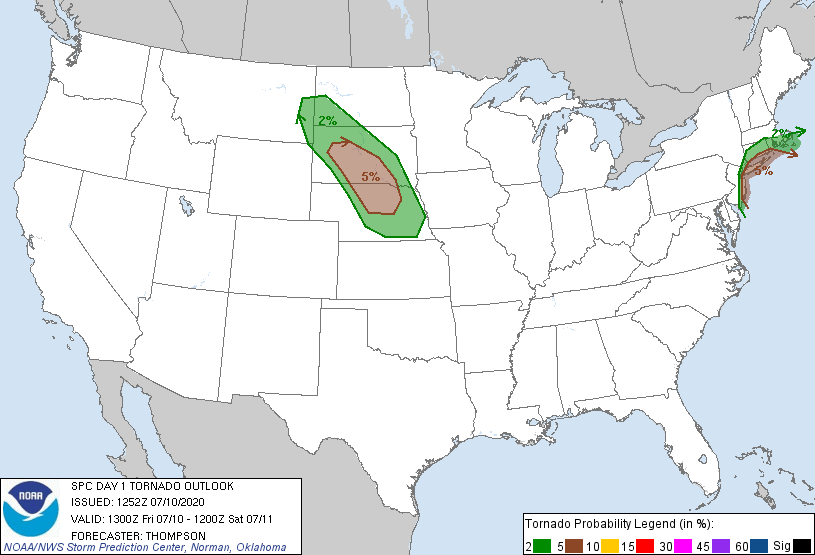 2%
5%
2%
5%
NOAA
SPC DAY 1 TORNADO OUTLOOK
ISSUED: 1252Z 07/10/2020
VALID: 1300Z Fri 07/10 - 1200Z Sat 07/11
FORECASTER: THOMPSON
NOAA/NWS Storm Prediction Center, Norman, Oklahoma
Tornado Probability Legend (in %):
2 5 10 15 30 45 60 Sig